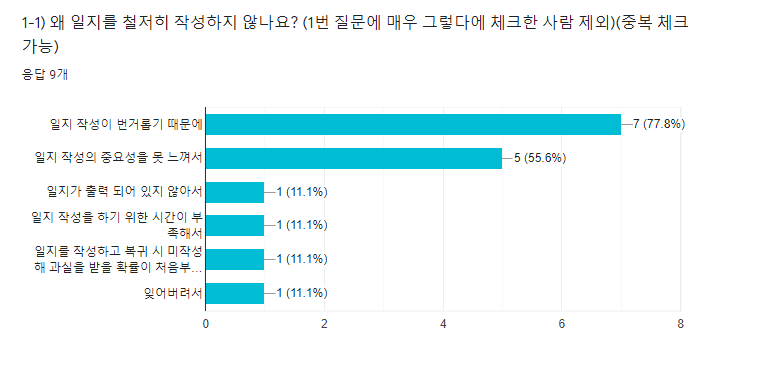 1-1) 왜 일지를 철저히 작성하지 않나요? (1번 질문에 매우 그렇다에 체크한 사람 제외)(중복 체크
가능)
응답 9개
일지 작성이 번거롭기 때문에
7 (77.8%)
일지 작성의 중요성을 못 느껴서
5 (55.6%)
일지가 출력 되어 있지 않아서
1 (11.1%)
일지 작성을 하기 위한 시간이 부
족해서
1 (11.1%)
일지를 작성하고 복귀 시 미작성
해 과실을 받을 확률이 처음부...
1 (11.1%)
잊어버려서
1 (11.1%)
0 2 4 6 8